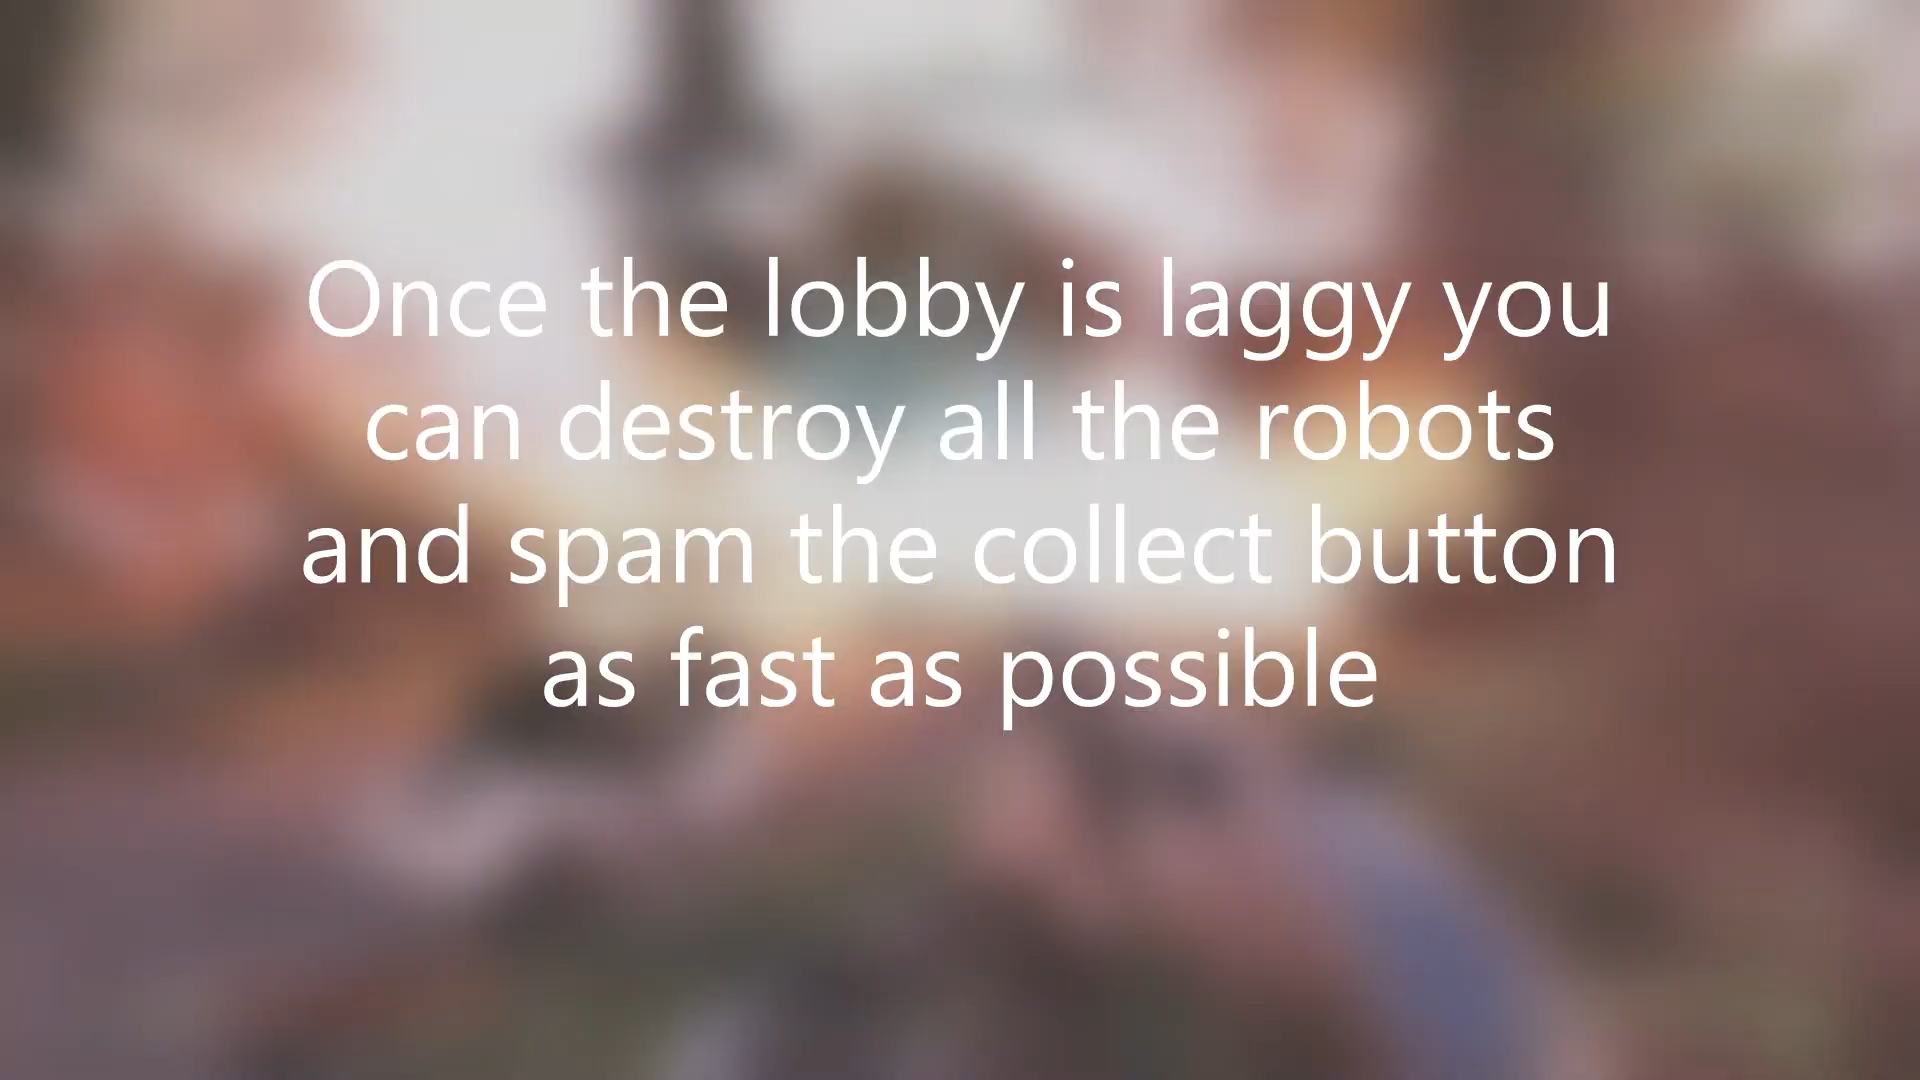 Once the lobby is laggy you
can destroy all the robots
and spam the collect button
as fast as possible